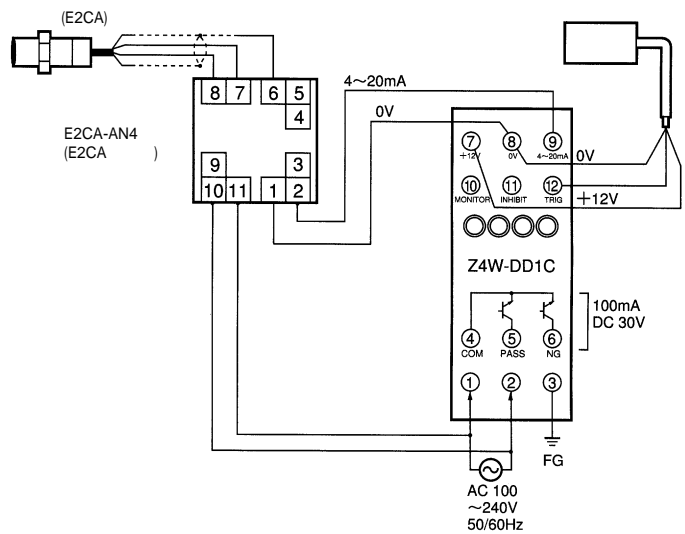 (E2CA)
8 7 6 5
4
4～20mA
0V
E2CA-AN4
(E2CA )
9 3
10 11 1 2
⑦ ⑧ ⑨
+12V 0V 4～20mA
0V
⑩ ⑪ ⑫
MONITOR INHIBIT TRIG
+12V
Z4W-DD1C
100mA
DC 30V
④ ⑤ ⑥
COM PASS NG
① ② ③
FG
AC 100
～240V
50/60Hz